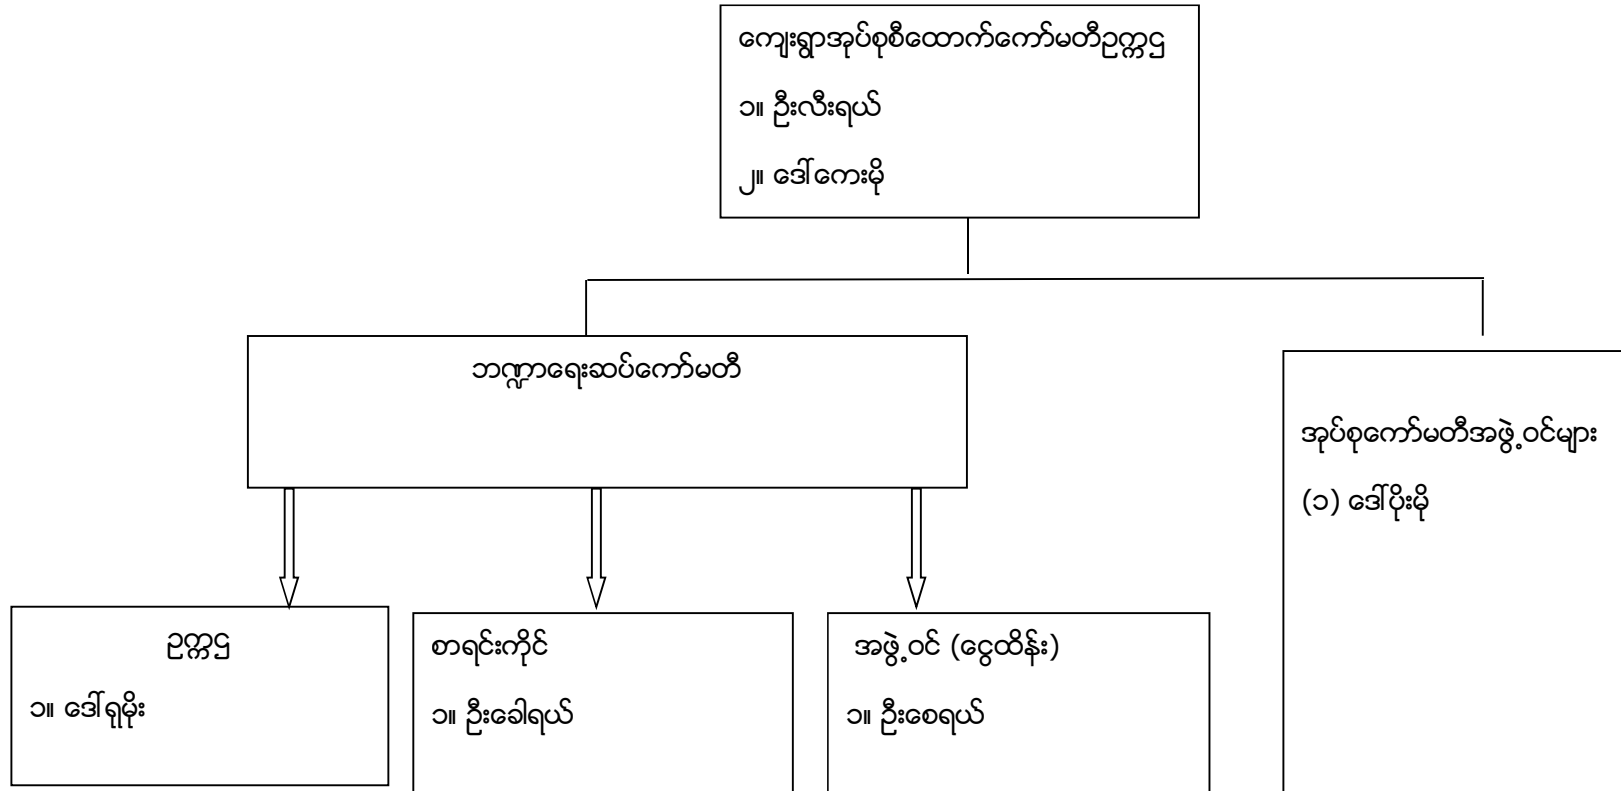 ကျေးရွာအုပ်စုစီထောက်ကော်မတီဥက္ကဌ
၁။ ဦးလီးရယ်
၂။ ဒေါ်ကေးမို
ဘဏ္ဍာရေးဆပ်ကော်မတီ
အုပ်စုကော်မတီအဖွဲ့ဝင်များ
(၁) ဒေါ်ပိုးမို
ဥက္ကဌ
၁။ ဒေါ်ရှုမိုး
စာရင်းကိုင်
၁။ ဦးခေါရယ်
အဖွဲ့ဝင် (ငွေထိန်း)
၁။ ဦးစေရယ်